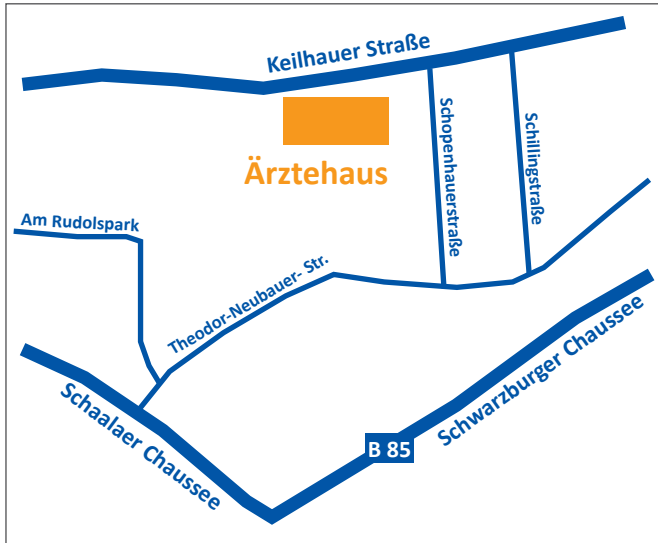 Keilhauer Straße
Schopenhauerstraße
Schillingstraße
Ärztehaus
Am Rudolspark
Theodor-Neubauer- Str.
Schaalaer Chaussee
Schwarzburger Chaussee
B 85